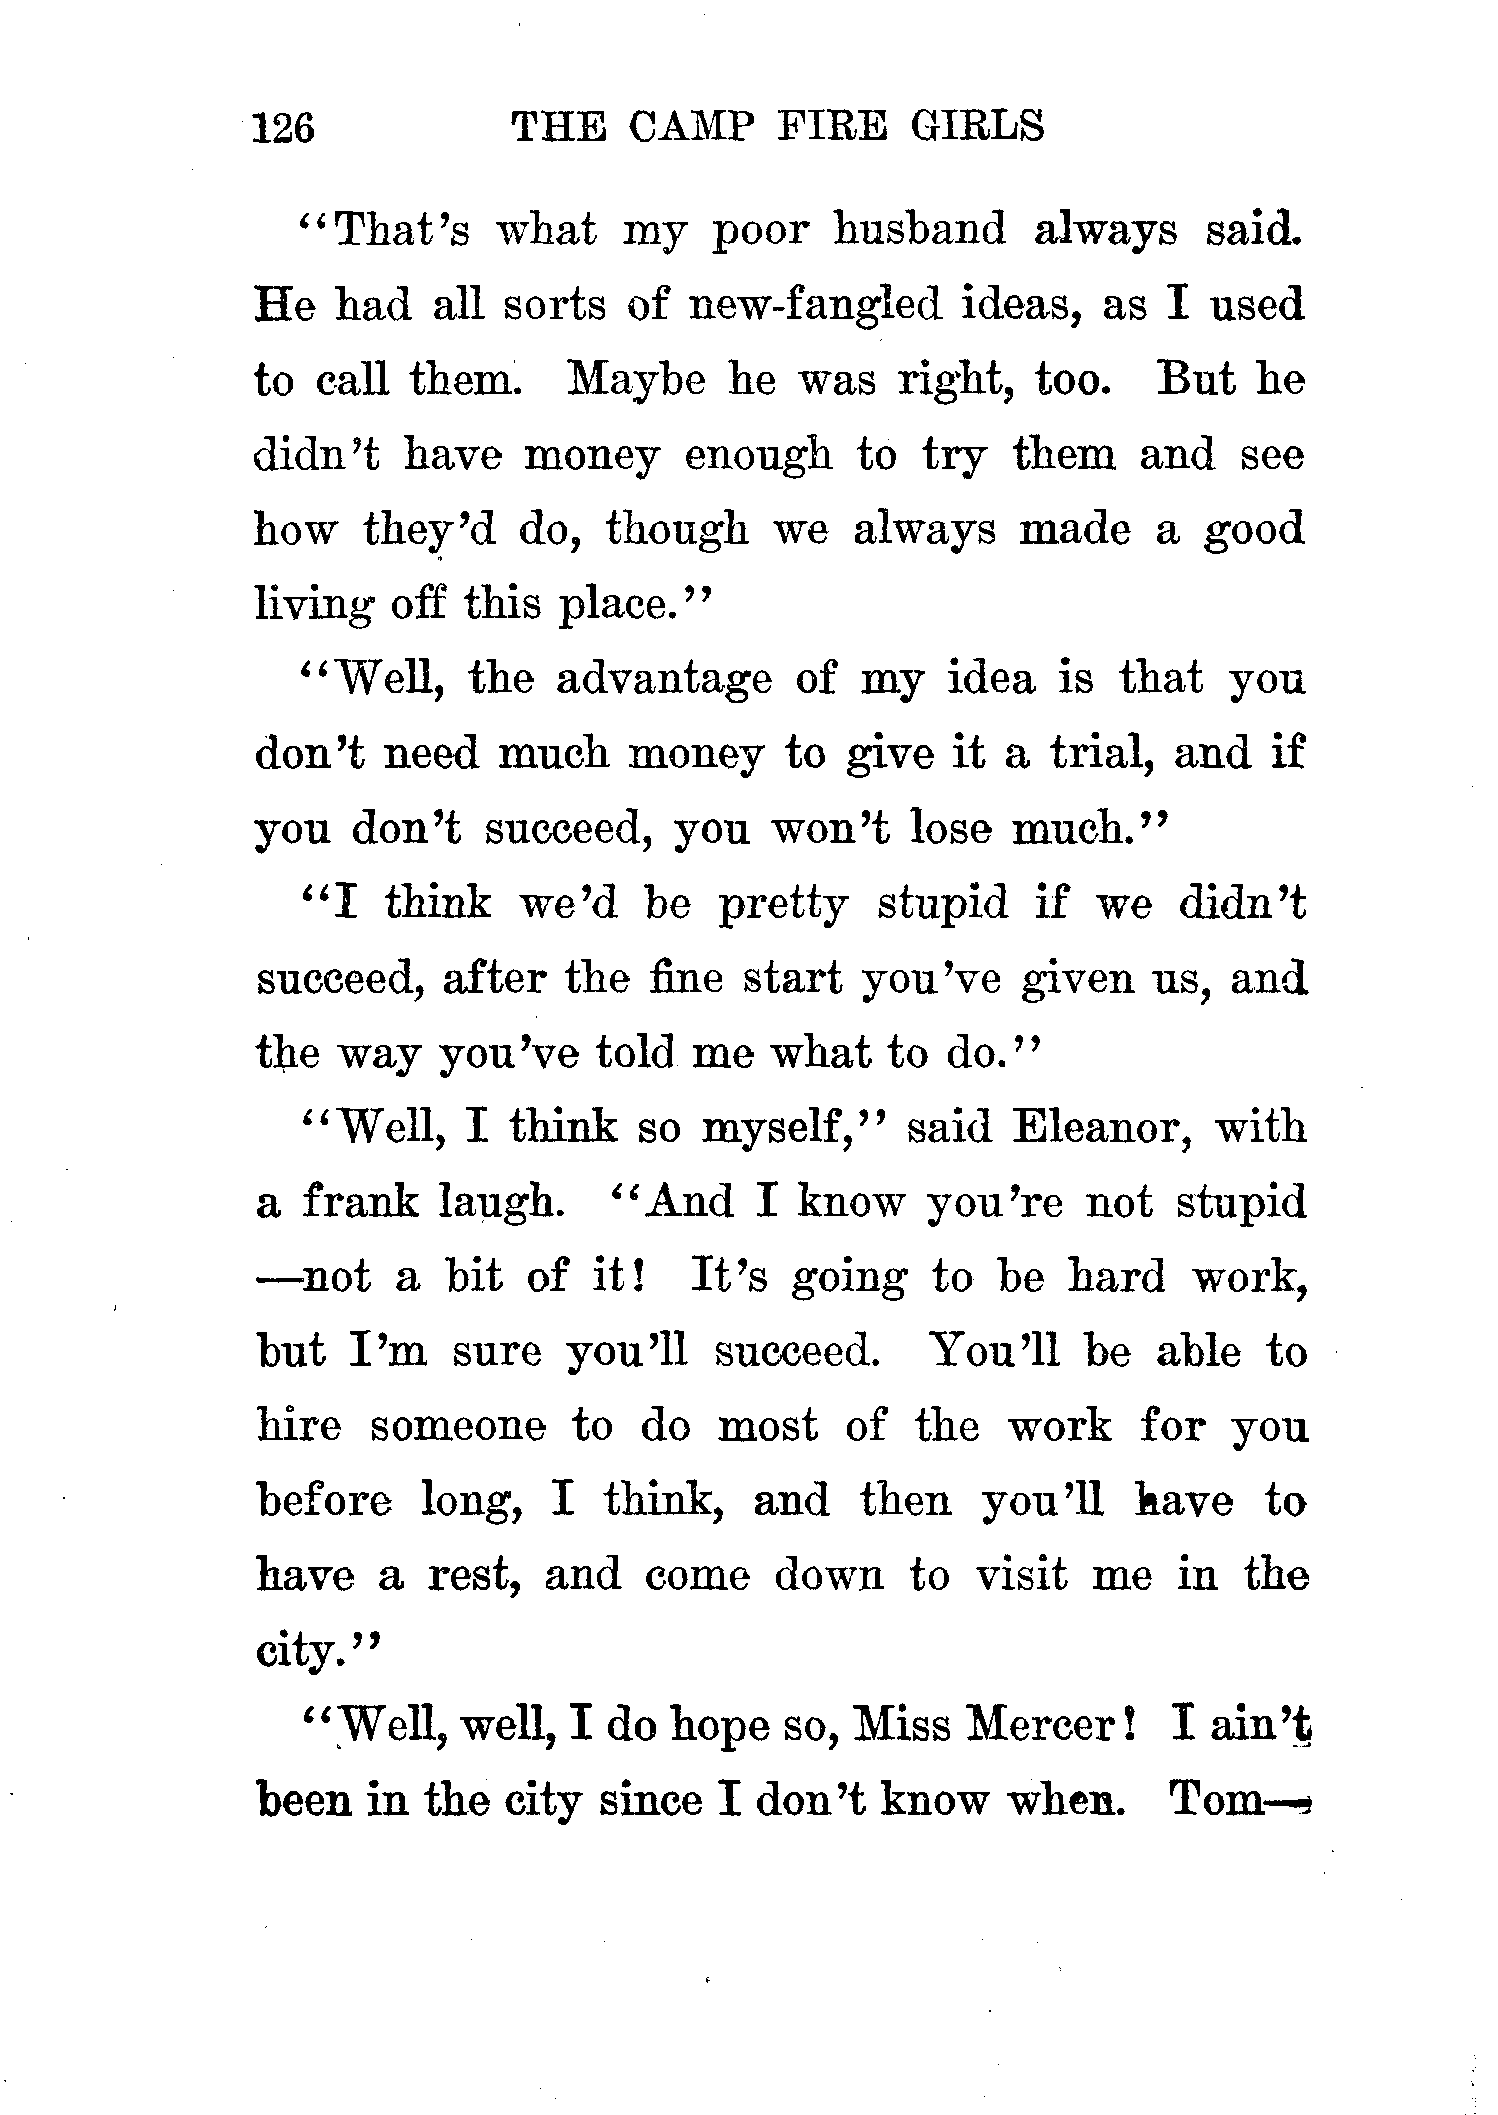 126 THE CAMP FIRE GIRLS
“That’s what my poor husband always said.
He had all sorts of new-fangled ideas, as I used
to call them. Maybe he was right, too. But he
didn’t have money enough to try them and see
how they’d do, though we always made a good
living off this place.”
“Well, the advantage of my idea is that you
don’t need much money to give it a trial, and if
you don’t succeed, you won’t lose much.”
“I think we’d be pretty stupid if we didn’t
succeed, after the fine start you’ve given us, and
the way you’ve told me what to do.”
“Well, I think so myself,” said Eleanor, with
a frank laugh. “And I know you’re not stupid
—not a bit of it! It’s going to be hard work,
but I’m sure you’ll succeed. You’ll be able to
hire someone to do most of the work for you
before long, I think, and then you’ll have to
have a rest, and come down to visit me in the
city.”
“Well, well, I do hope so, Miss Mercer! I ain’t
been in the city since I don’t know when. Tom—